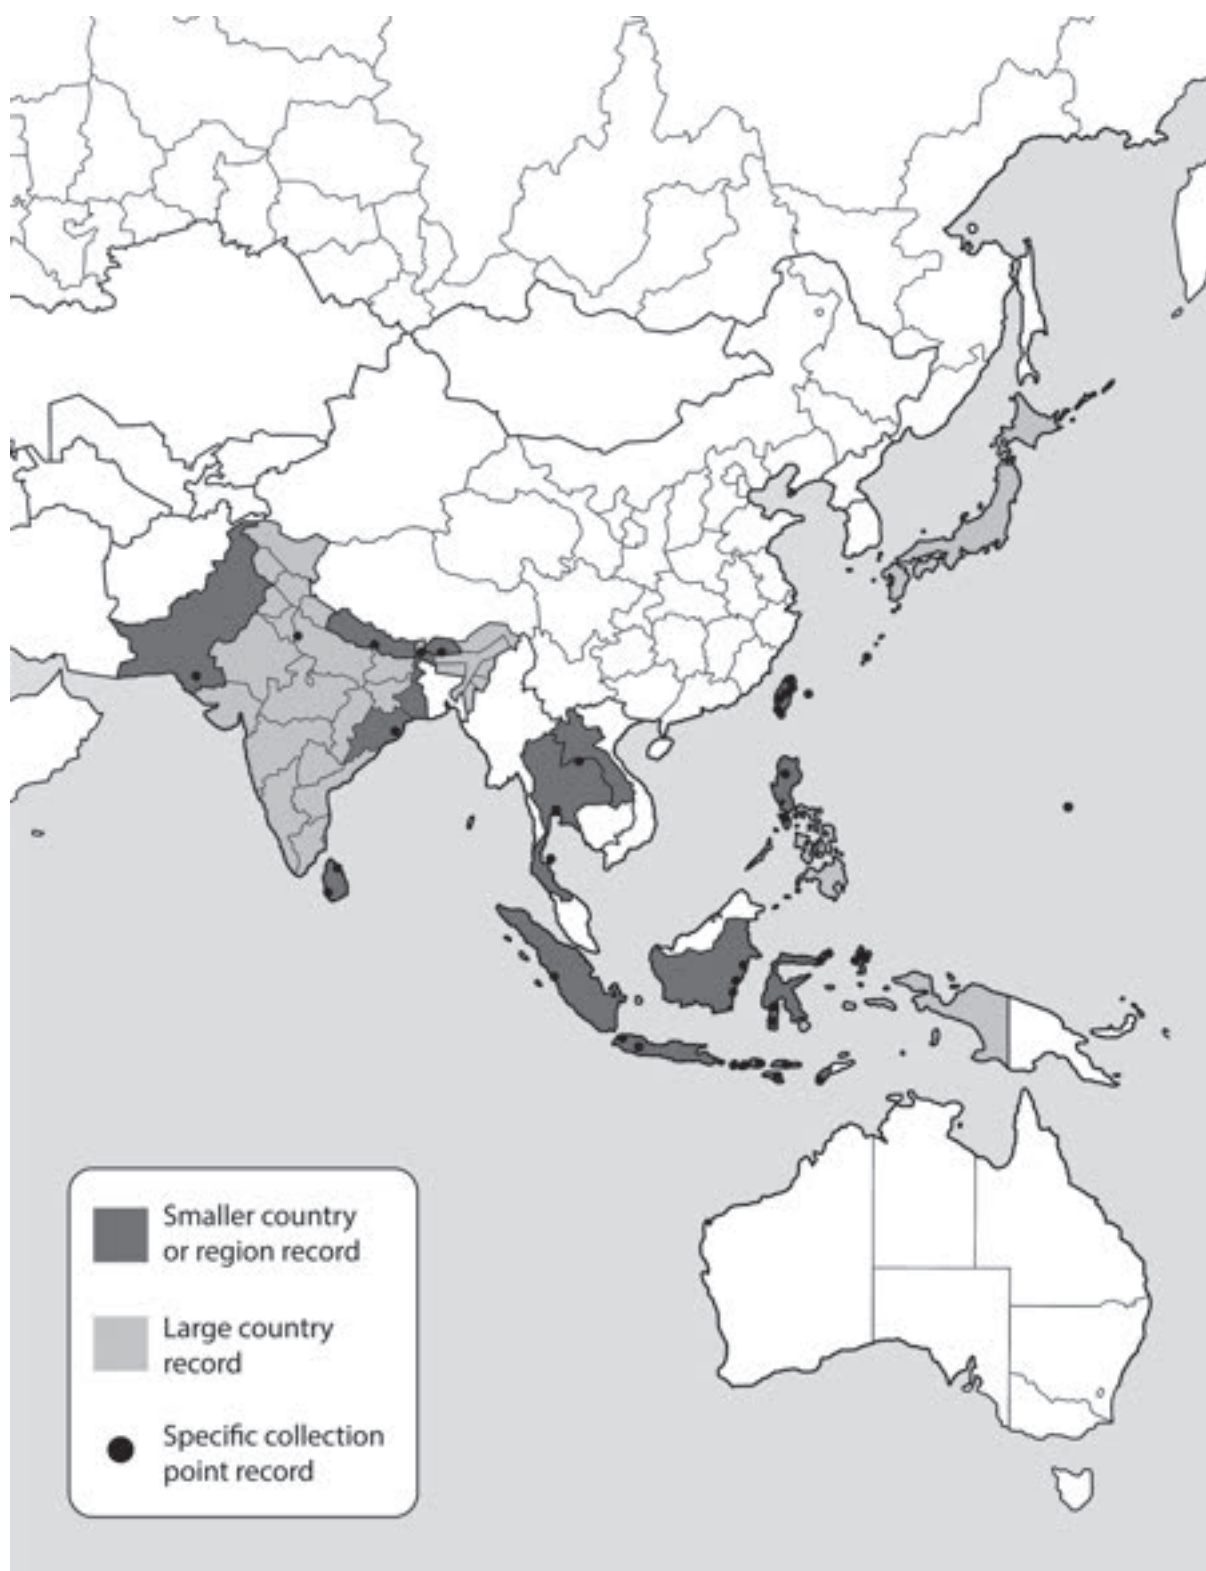 Smaller country
or region record
Large country
record
Specific collection
point record